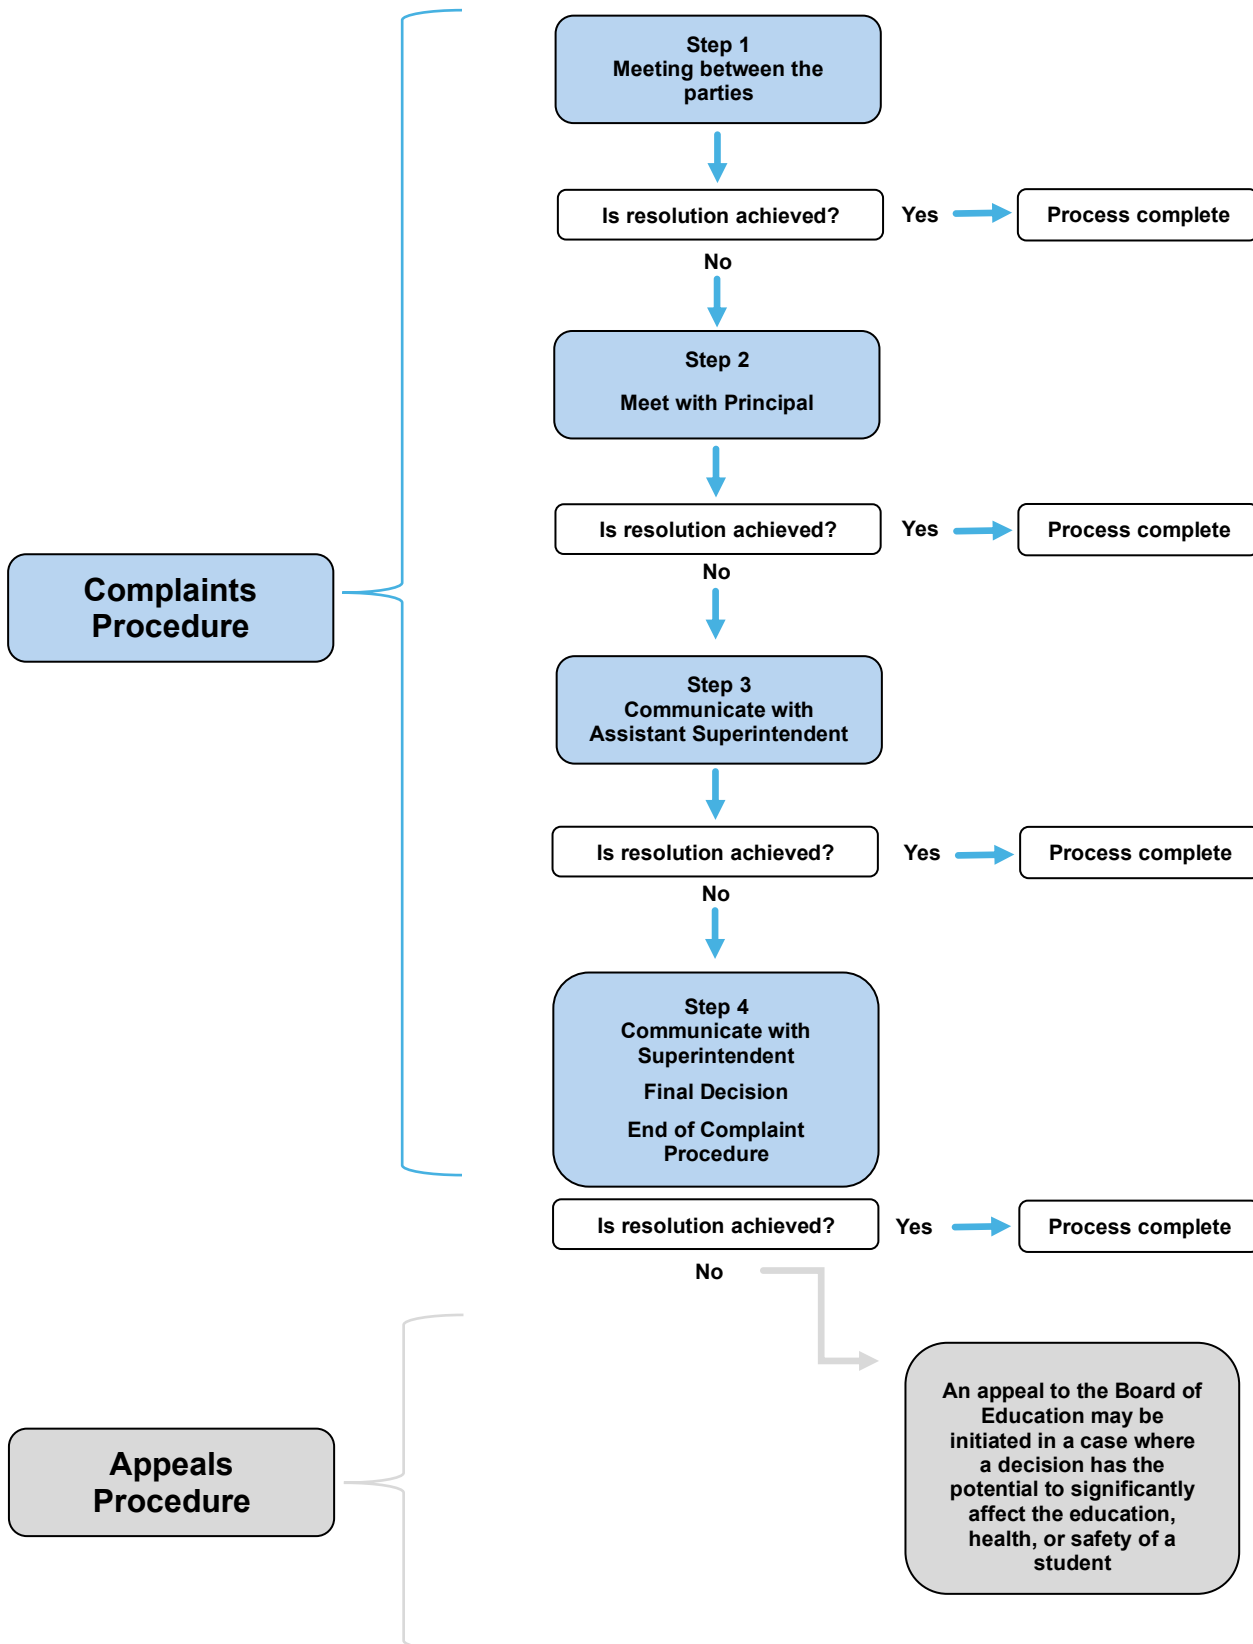 Step 1
Meeting between the
parties
Is resolution achieved?
Yes
Process complete
No
Step 2
Meet with Principal
Is resolution achieved?
Yes
Process complete
No
Complaints
Procedure
Step 3
Communicate with
Assistant Superintendent
Is resolution achieved?
Yes
Process complete
No
Step 4
Communicate with
Superintendent
Final Decision
End of Complaint
Procedure
Is resolution achieved?
Yes
Process complete
No
Appeals
Procedure
An appeal to the Board of
Education may be
initiated in a case where
a decision has the
potential to significantly
affect the education,
health, or safety of a
student